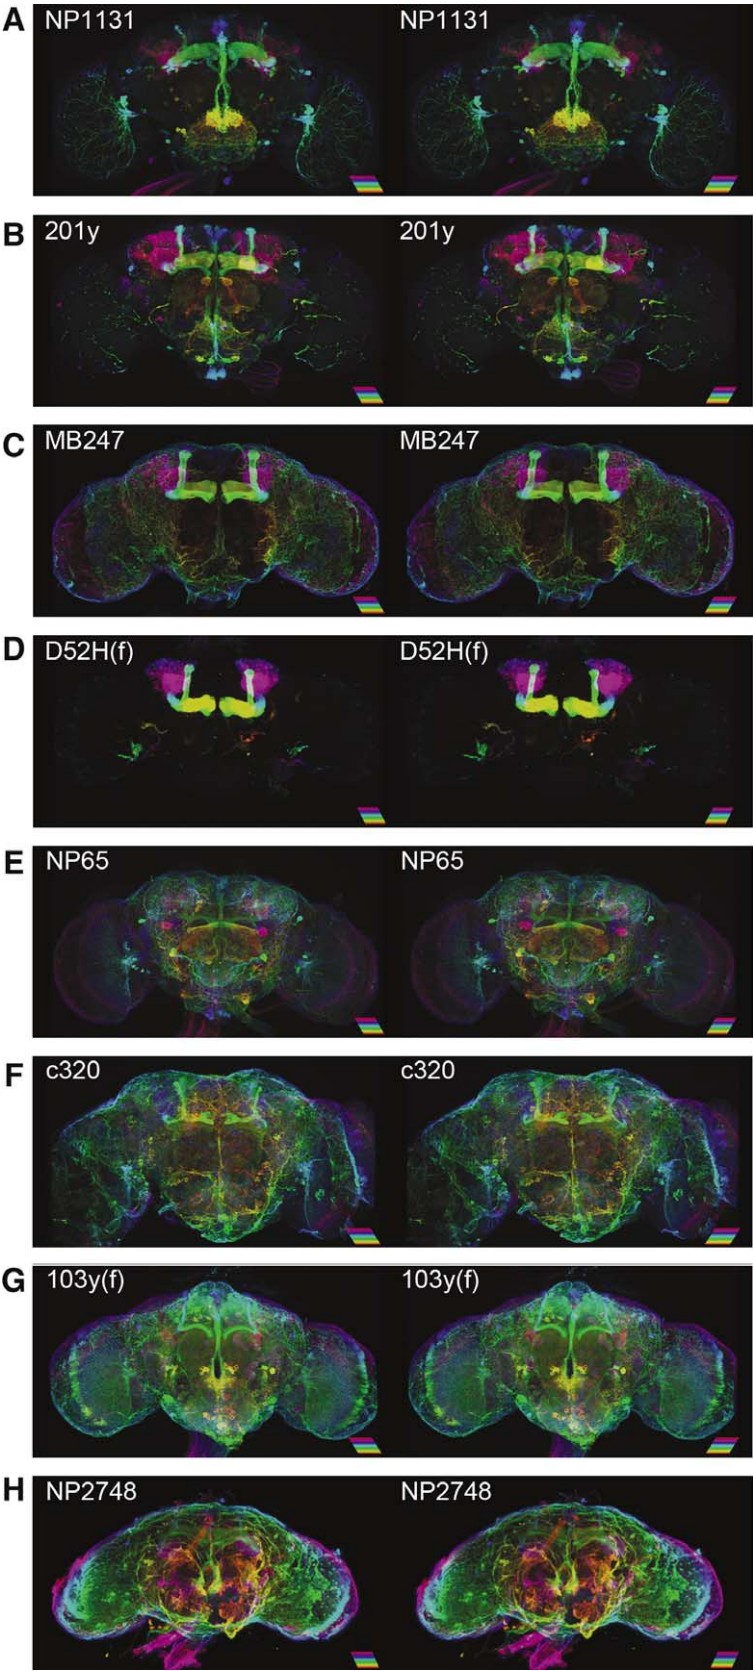 A NP1131 NP1131
B 201y 201y
C MB247 MB247
D D52H(f) D52H(f)
E NP65 NP65
F c320 c320
G 103y(f) 103y(f)
H NP2748 NP2748